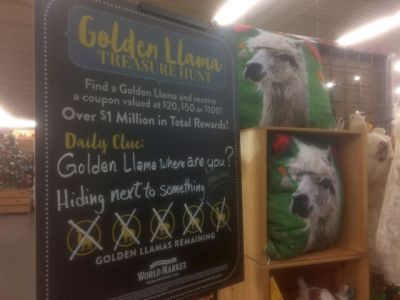 Golden Llama
TREASURE HUNT
Find a Golden Llama and receive
a coupon valued at $20, $50 or $100!
Over $1 Million in Total Rewards!
Daily Clue:
Golden Llama where are you?
Hiding next to something
GOLDEN LLAMAS REMAINING
WORLD MARKET